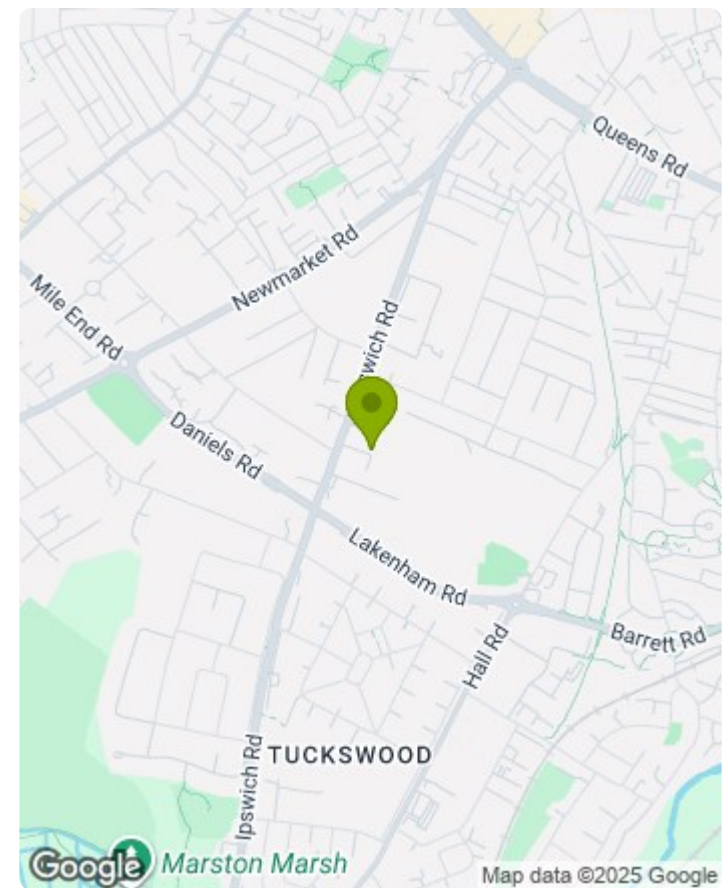 Queens Rd
Newmarket Rd
Mile End Rd
swich Rd
Daniels Rd
Lakenham Rd
Barrett Rd
Hall Rd
TUCKSWOOD
Ipswich Rd
Marston Marsh
Google
Map data ©2025 Google